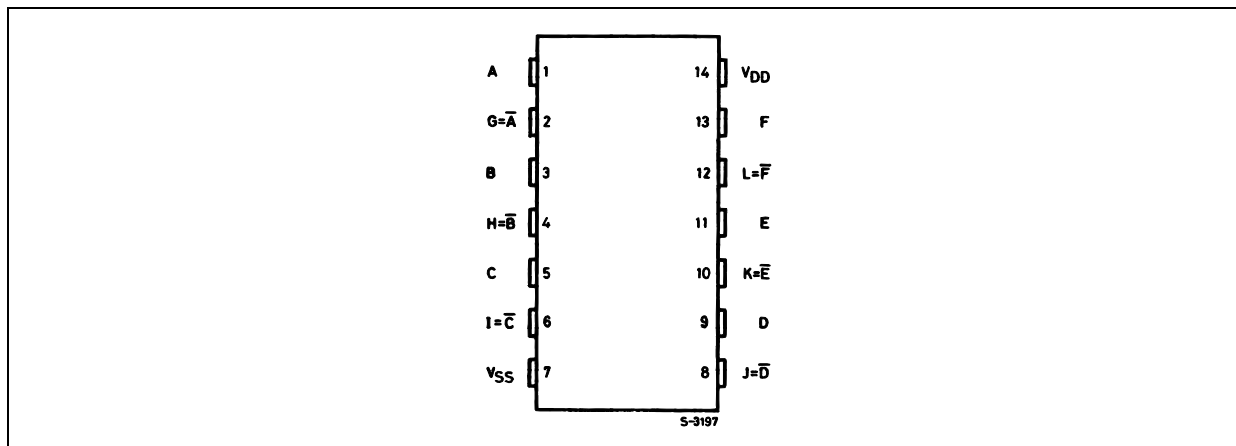 A 1 14 VDD
G=A̅ 2 13 F
B 3 12 L=F̅
H=B̅ 4 11 E
C 5 10 K=E̅
I=C̅ 6 9 D
VSS 7 8 J=D̅
S-3197